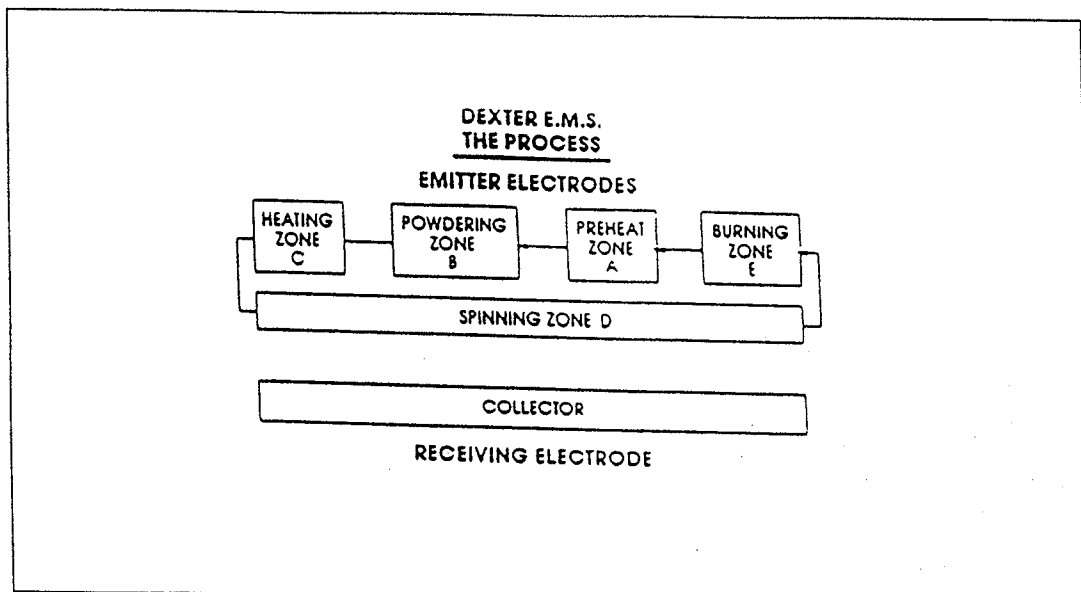 DEXTER E.M.S.
THE PROCESS
EMITTER ELECTRODES
HEATING
ZONE
C
POWDERING
ZONE
B
PREHEAT
ZONE
A
BURNING
ZONE
E
SPINNING ZONE D
COLLECTOR
RECEIVING ELECTRODE